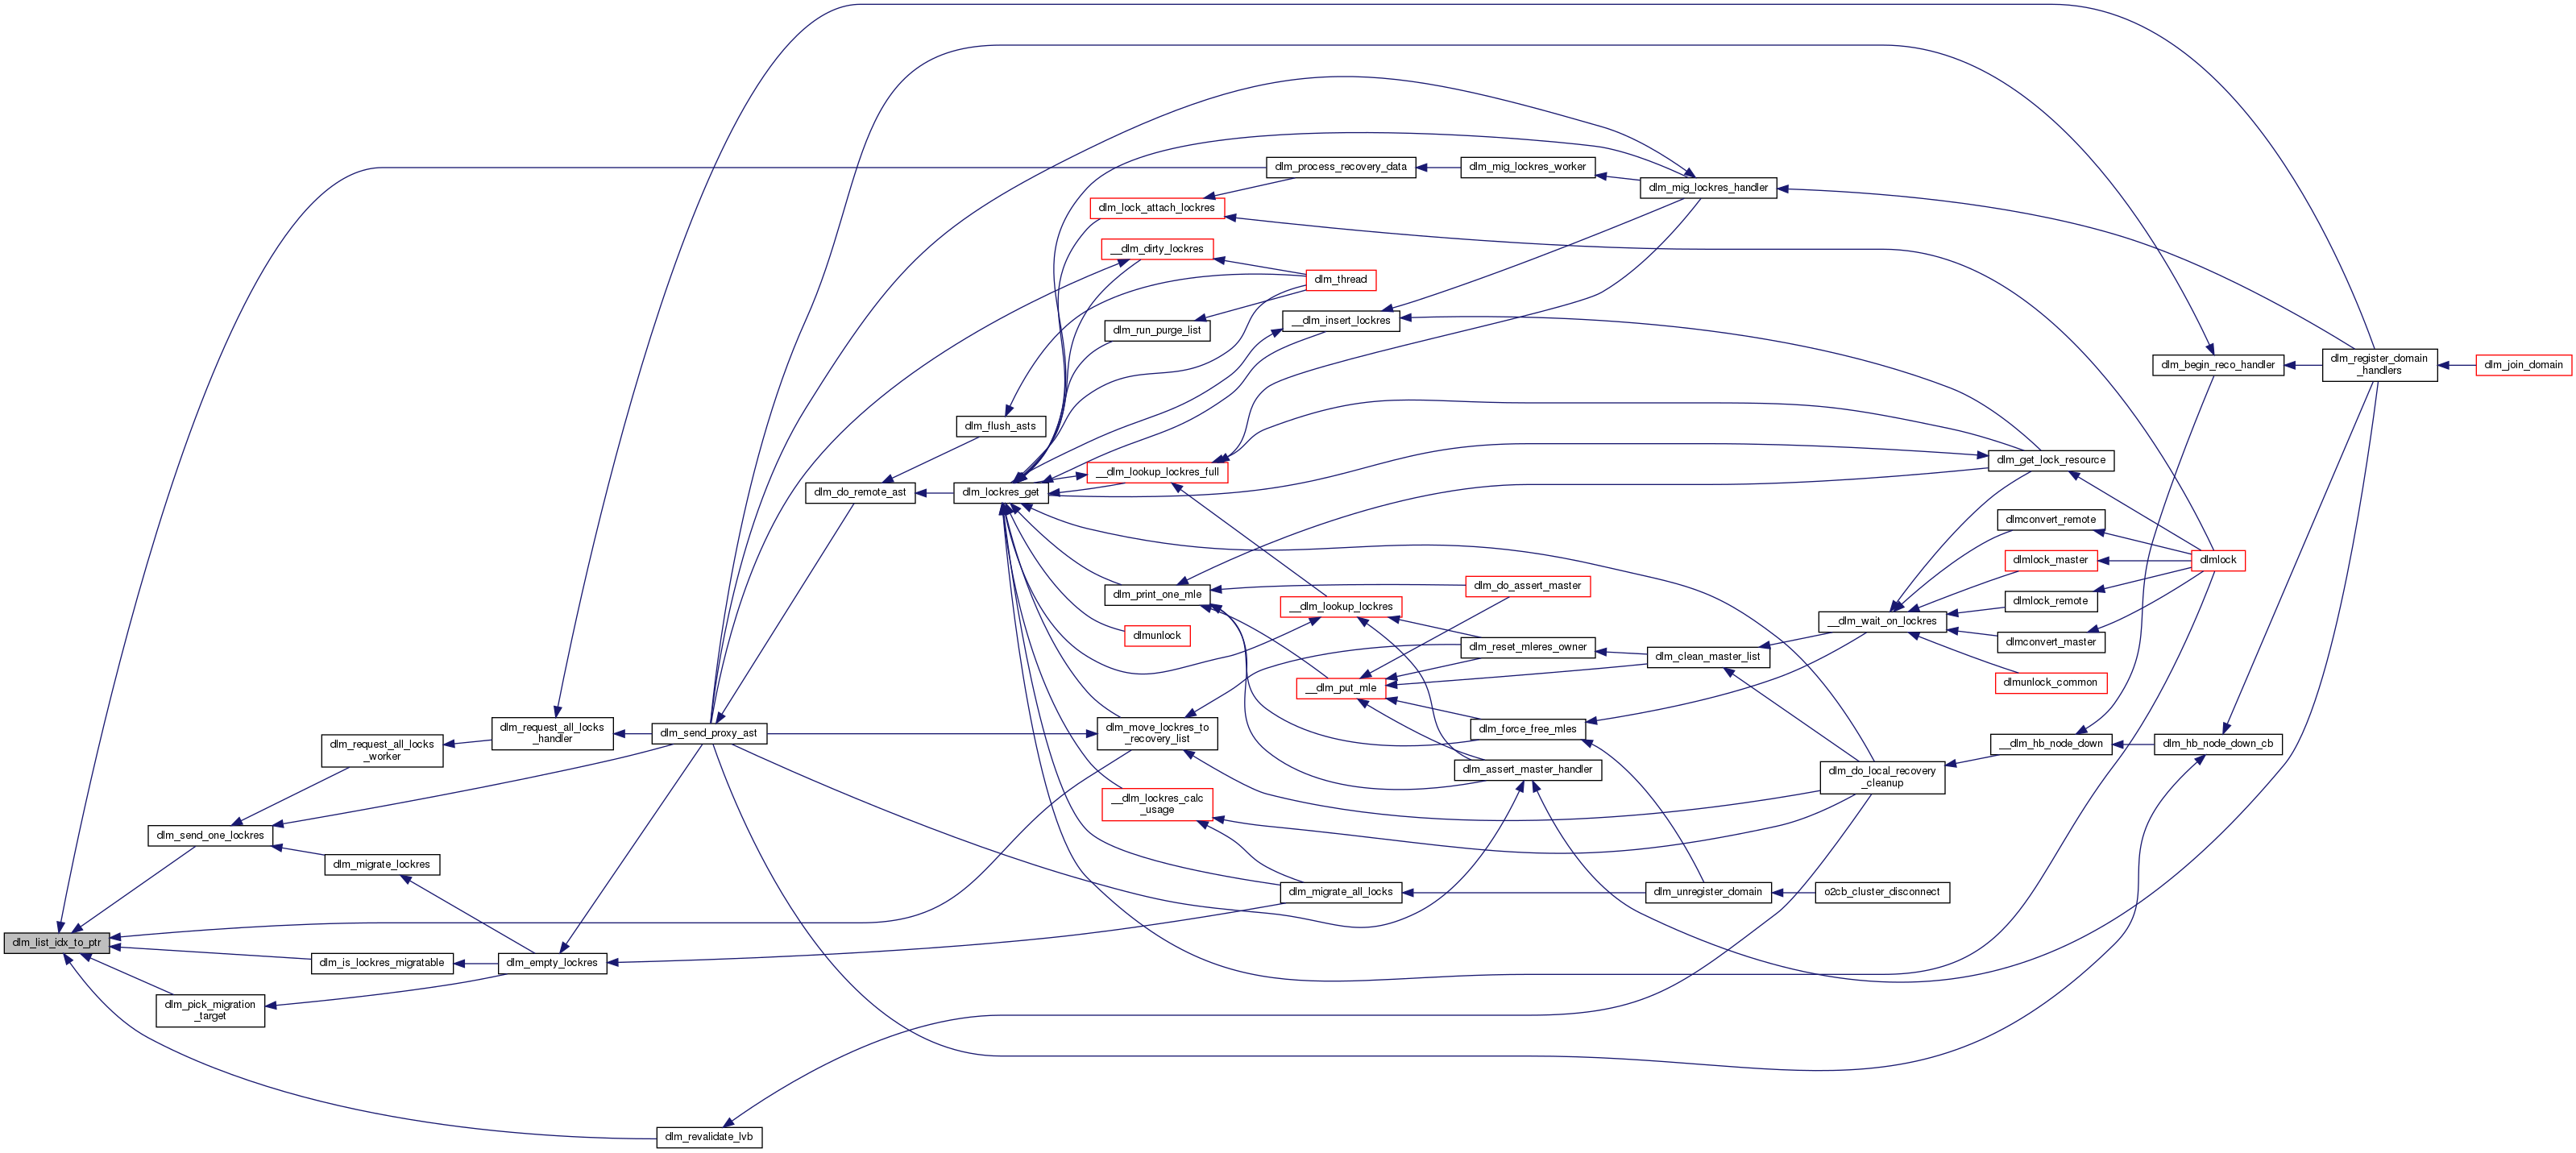 dlm_process_recovery_data
dlm_mig_lockres_worker
dlm_mig_lockres_handler
dlm_lock_attach_lockres
__dlm_dirty_lockres
dlm_thread
dlm_run_purge_list
__dlm_insert_lockres
dlm_register_domain
_handlers
dlm_begin_reco_handler
dlm_join_domain
dlm_flush_asts
dlm_get_lock_resource
__dlm_lookup_lockres_full
dlm_do_remote_ast
dlm_lockres_get
dlmconvert_remote
dlmlock_master
dlmlock
dlm_do_assert_master
dlm_print_one_mle
__dlm_lookup_lockres
dlmlock_remote
__dlm_wait_on_lockres
dlmunlock
dlmconvert_master
dlm_reset_mleres_owner
dlm_clean_master_list
__dlm_put_mle
dlmunlock_common
dlm_request_all_locks
_handler
dlm_send_proxy_ast
dlm_move_lockres_to
_recovery_list
dlm_force_free_mles
dlm_request_all_locks
_worker
__dlm_hb_node_down
dlm_hb_node_down_cb
dlm_assert_master_handler
dlm_do_local_recovery
_cleanup
__dlm_lockres_calc
_usage
dlm_send_one_lockres
dlm_migrate_lockres
dlm_migrate_all_locks
dlm_unregister_domain
o2cb_cluster_disconnect
dlm_list_idx_to_ptr
dlm_is_lockres_migratable
dlm_empty_lockres
dlm_pick_migration
_target
dlm_revalidate_lvb